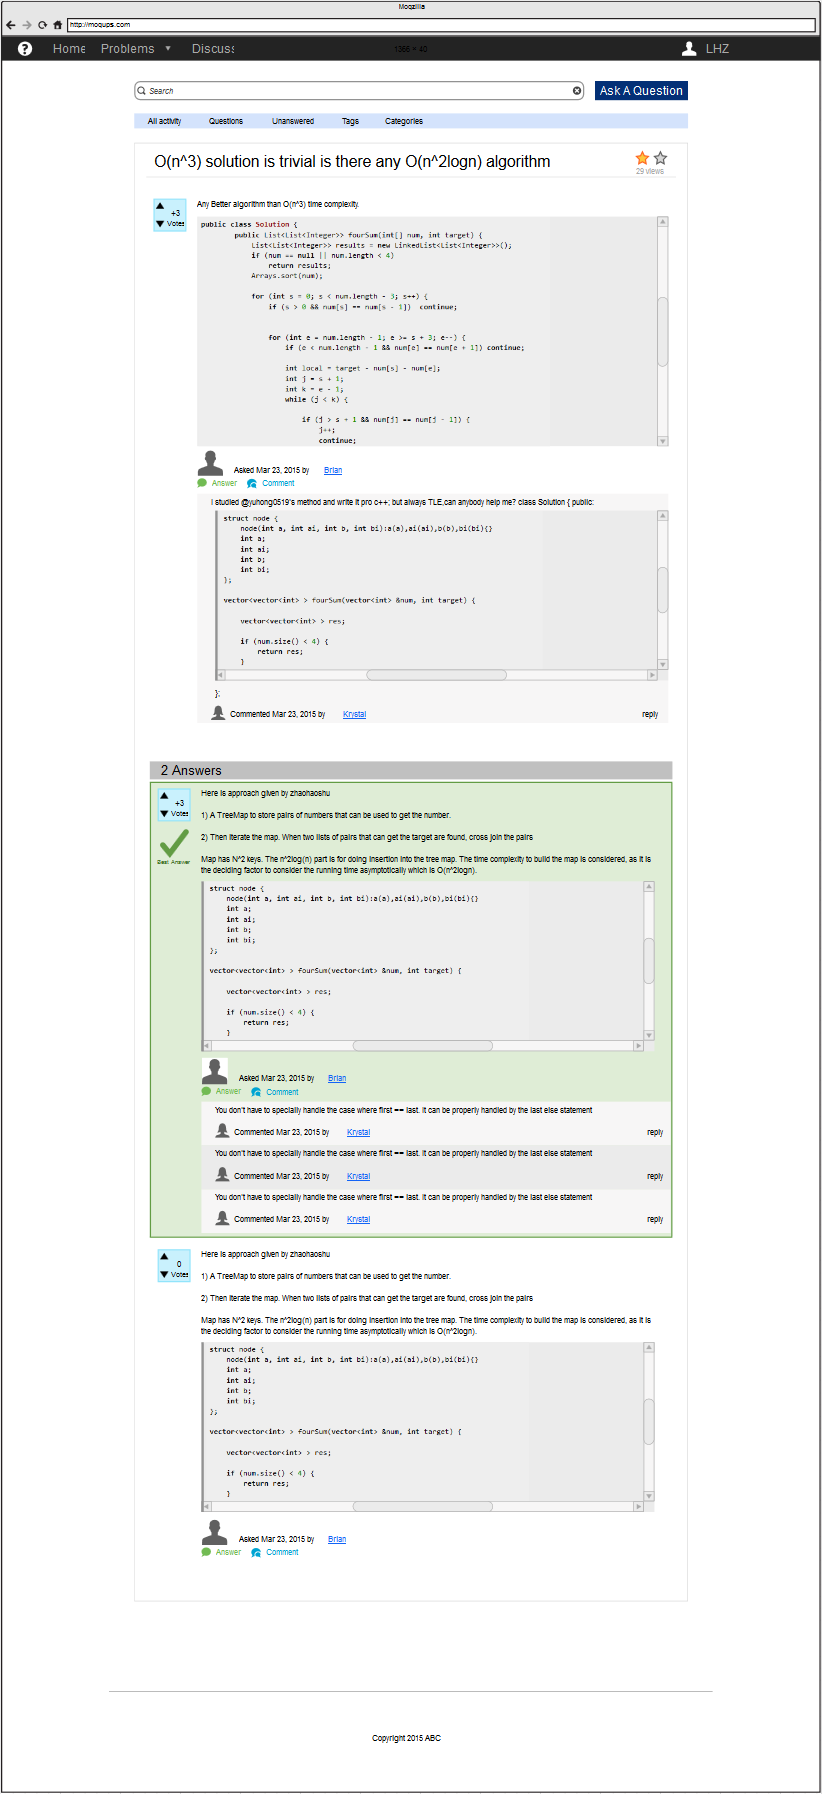 Moqzilla
http://moqups.com
? Home Problems Discuss 1366 × 40 LHZ
Search Ask A Question
All activity Questions Unanswered Tags Categories
O(n^3) solution is trivial is there any O(n^2logn) algorithm
29 views
+3
Votes
Any Better algorithm than O(n^3) time complexity.
public class Solution {
public List<List<Integer>> fourSum(int[] num, int target) {
List<List<Integer>> results = new LinkedList<List<Integer>>();
if (num == null || num.length < 4)
return results;
Arrays.sort(num);
for (int s = 0; s < num.length - 3; s++) {
if (s > 0 && num[s] == num[s - 1]) continue;
for (int e = num.length - 1; e >= s + 3; e--) {
if (e < num.length - 1 && num[e] == num[e + 1]) continue;
int local = target - num[s] - num[e];
int j = s + 1;
int k = e - 1;
while (j < k) {
if (j > s + 1 && num[j] == num[j - 1]) {
j++;
continue;
Asked Mar 23, 2015 by Brian
Answer Comment
I studied @yuhong0519's method and write it pro c++; but always TLE,can anybody help me? class Solution { public:
struct node {
node(int a, int ai, int b, int bi):a(a),ai(ai),b(b),bi(bi){}
int a;
int ai;
int b;
int bi;
};
vector<vector<int> > fourSum(vector<int> &num, int target) {
vector<vector<int> > res;
if (num.size() < 4) {
return res;
}
};
Commented Mar 23, 2015 by Krystal reply
2 Answers
+3
Votes
Best Answer
Here is approach given by zhaohaoshu
1) A TreeMap to store pairs of numbers that can be used to get the number.
2) Then iterate the map. When two lists of pairs that can get the target are found, cross join the pairs
Map has N^2 keys. The n^2log(n) part is for doing insertion into the tree map. The time complexity to build the map is considered, as it is
the deciding factor to consider the running time asymptotically which is O(n^2logn).
struct node {
node(int a, int ai, int b, int bi):a(a),ai(ai),b(b),bi(bi){}
int a;
int ai;
int b;
int bi;
};
vector<vector<int> > fourSum(vector<int> &num, int target) {
vector<vector<int> > res;
if (num.size() < 4) {
return res;
}
Asked Mar 23, 2015 by Brian
Answer Comment
You don't have to specially handle the case where first == last. It can be properly handled by the last else statement
Commented Mar 23, 2015 by Krystal reply
You don't have to specially handle the case where first == last. It can be properly handled by the last else statement
Commented Mar 23, 2015 by Krystal reply
You don't have to specially handle the case where first == last. It can be properly handled by the last else statement
Commented Mar 23, 2015 by Krystal reply
0
Votes
Here is approach given by zhaohaoshu
1) A TreeMap to store pairs of numbers that can be used to get the number.
2) Then iterate the map. When two lists of pairs that can get the target are found, cross join the pairs
Map has N^2 keys. The n^2log(n) part is for doing insertion into the tree map. The time complexity to build the map is considered, as it is
the deciding factor to consider the running time asymptotically which is O(n^2logn).
struct node {
node(int a, int ai, int b, int bi):a(a),ai(ai),b(b),bi(bi){}
int a;
int ai;
int b;
int bi;
};
vector<vector<int> > fourSum(vector<int> &num, int target) {
vector<vector<int> > res;
if (num.size() < 4) {
return res;
}
Asked Mar 23, 2015 by Brian
Answer Comment
Copyright 2015 ABC